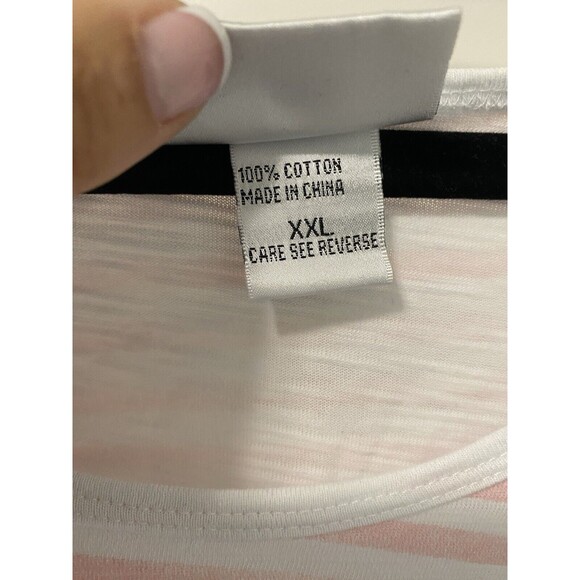 100% COTTON
MADE IN CHINA
XXL
CARE SEE REVERSE